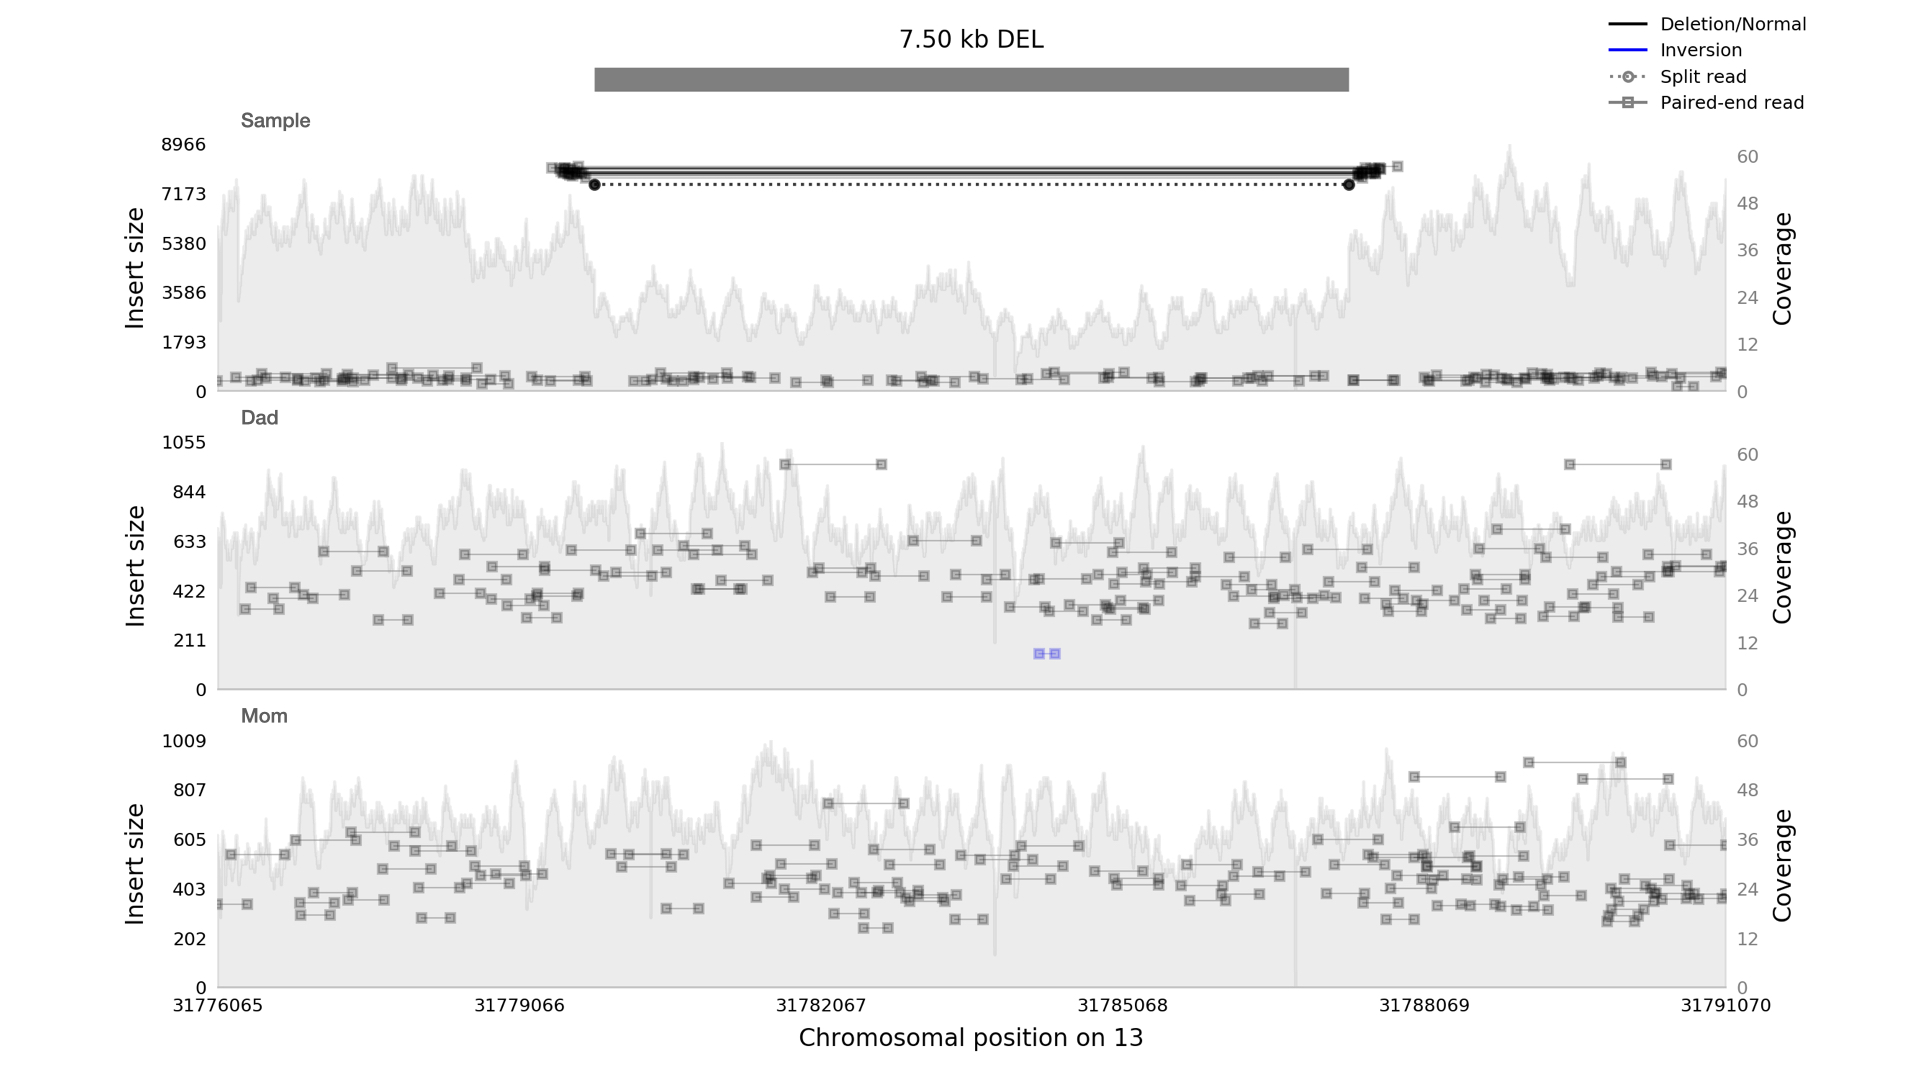 7.50 kb DEL
Deletion/Normal
Inversion
Split read
Paired-end read
Sample
8966
7173
5380
3586
1793
0
Insert size
60
48
36
24
12
0
Coverage
Dad
1055
844
633
422
211
0
Insert size
60
48
36
24
12
0
Coverage
Mom
1009
807
605
403
202
0
Insert size
60
48
36
24
12
0
Coverage
31776065 31779066 31782067 31785068 31788069 31791070
Chromosomal position on 13